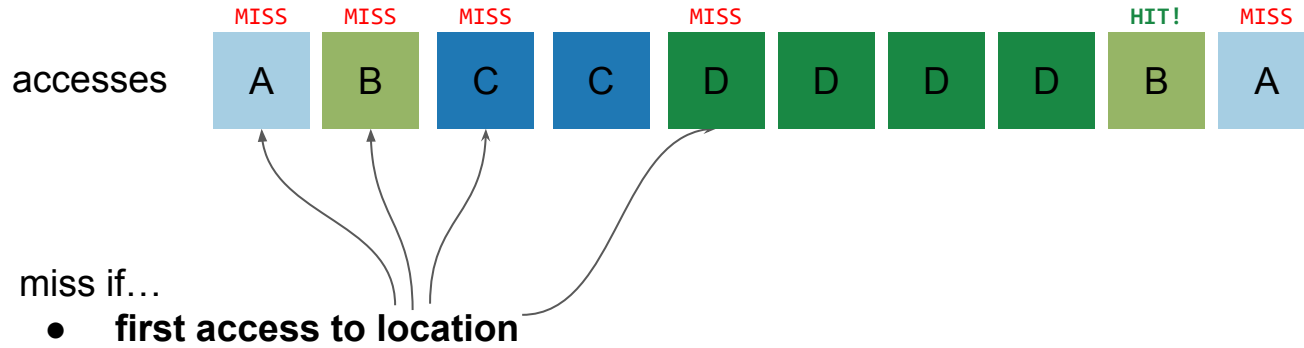 MISS MISS MISS MISS HIT! MISS
accesses A B C C D D D D B A
miss if…
● first access to location